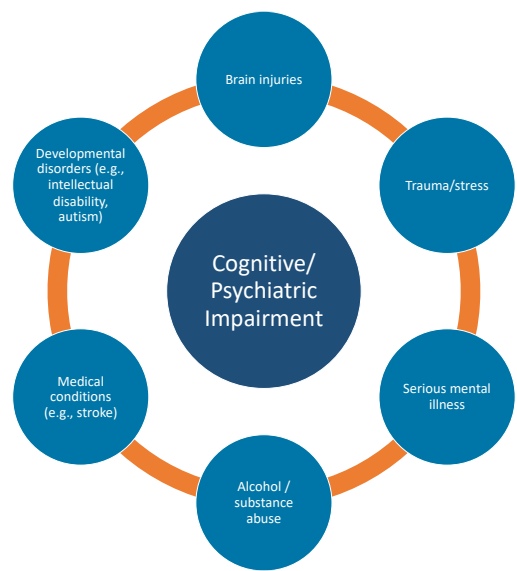 Brain injuries
Trauma/stress
Serious mental
illness
Alcohol /
substance
abuse
Medical
conditions
(e.g., stroke)
Developmental
disorders (e.g.,
intellectual
disability,
autism)
Cognitive/
Psychiatric
Impairment